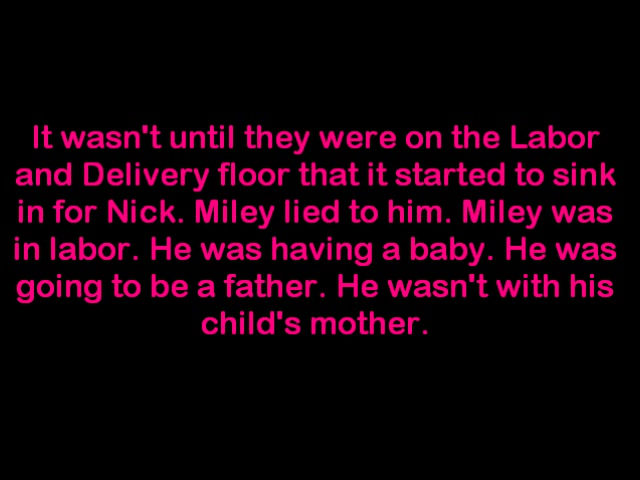 It wasn't until they were on the Labor
and Delivery floor that it started to sink
in for Nick. Miley lied to him. Miley was
in labor. He was having a baby. He was
going to be a father. He wasn't with his
child's mother.